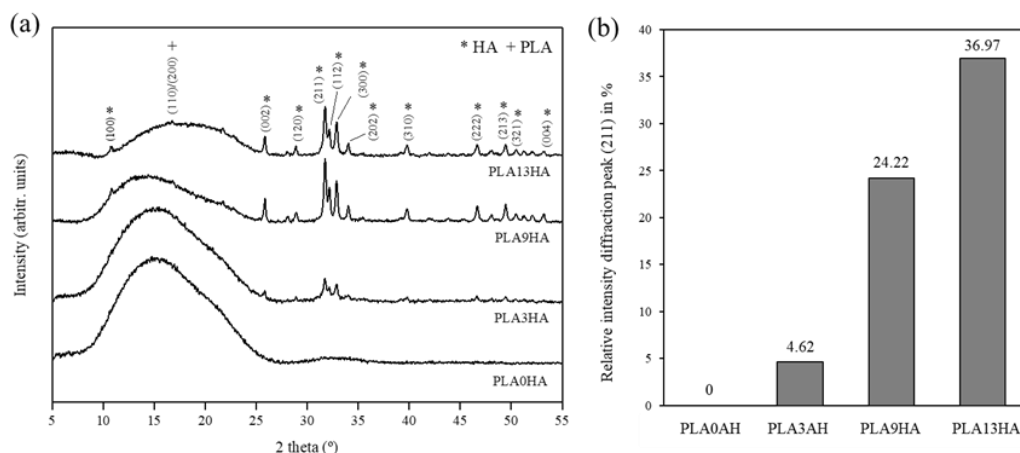 (a)
* HA + PLA
(100) *
(110)/(200) +
(002) *
(120) *
(211) *
(112) *
(300) *
(202) *
(310) *
(222) *
(213) *
(321) *
(004) *
PLA13HA
PLA9HA
PLA3HA
PLA0HA
Intensity (arbitr. units)
5 10 15 20 25 30 35 40 45 50 55
2 theta (º)
(b)
Relative intensity diffraction peak (211) in %
40
35
30
25
20
15
10
5
0
0
4.62
24.22
36.97
PLA0AH PLA3AH PLA9HA PLA13HA